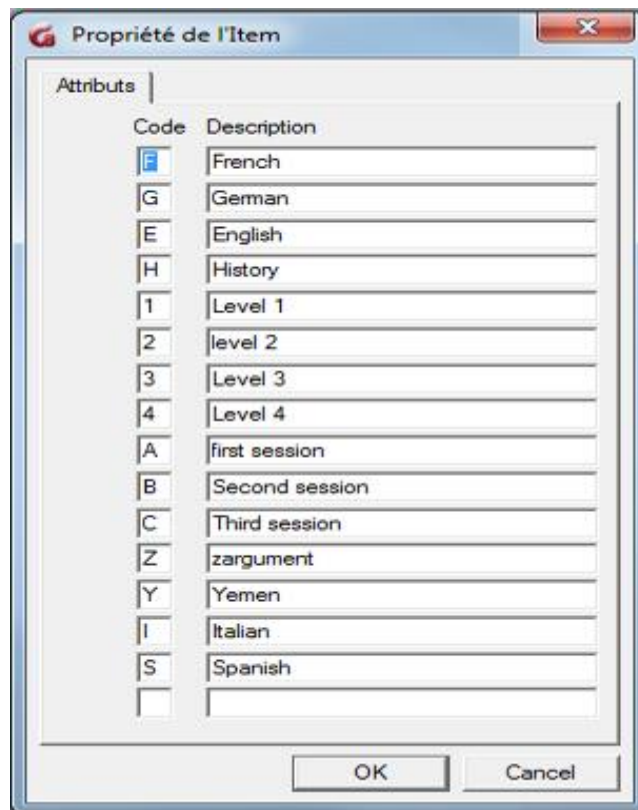 Propriété de l'Item
Attributs
Code Description
F French
G German
E English
H History
1 Level 1
2 level 2
3 Level 3
4 Level 4
A first session
B Second session
C Third session
Z zargument
Y Yemen
I Italian
S Spanish
OK Cancel